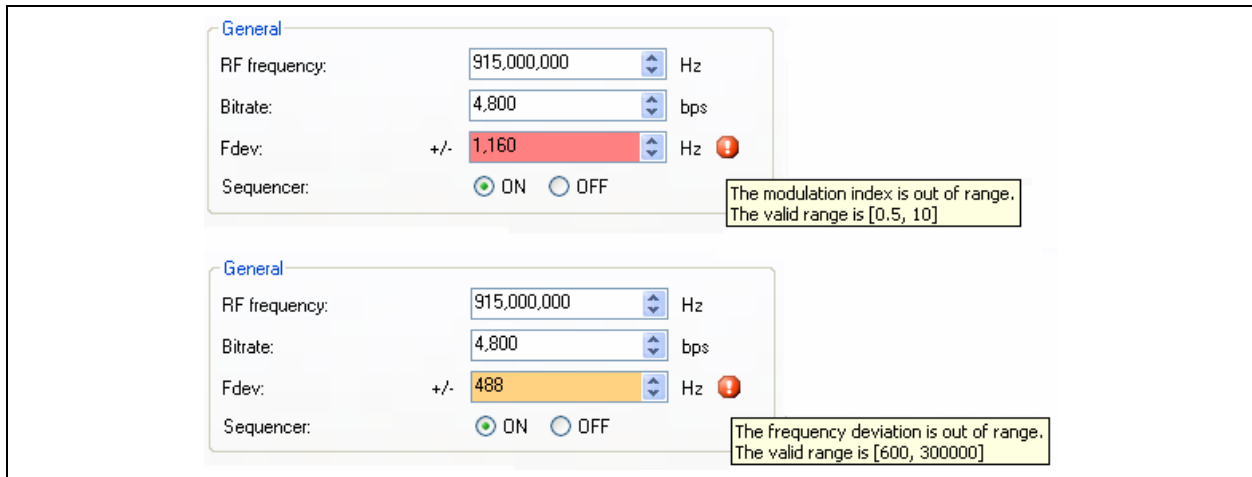 General
RF frequency: 915,000,000 Hz
Bitrate: 4,800 bps
Fdev: +/- 1,160 Hz
Sequencer: ON OFF
The modulation index is out of range.
The valid range is [0.5, 10]
General
RF frequency: 915,000,000 Hz
Bitrate: 4,800 bps
Fdev: +/- 488 Hz
Sequencer: ON OFF
The frequency deviation is out of range.
The valid range is [600, 300000]